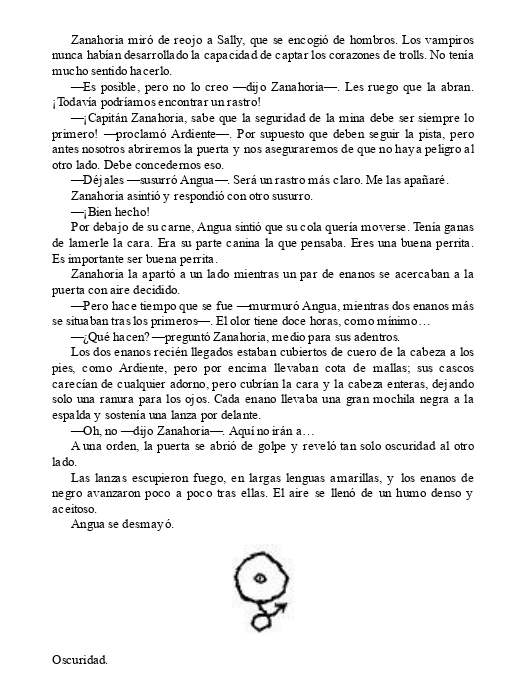 Zanahoria miró de reojo a Sally, que se encogió de hombros. Los vampiros
nunca habían desarrollado la capacidad de captar los corazones de trolls. No tenía
mucho sentido hacerlo.
—Es posible, pero no lo creo —dijo Zanahoria—. Les ruego que la abran.
¡Todavía podríamos encontrar un rastro!
—¡Capitán Zanahoria, sabe que la seguridad de la mina debe ser siempre lo
primero! —proclamó Ardiente—. Por supuesto que deben seguir la pista, pero
antes nosotros abriremos la puerta y nos aseguraremos de que no haya peligro al
otro lado. Debe concedernos eso.
—Déjales —susurró Angua—. Será un rastro más claro. Me las apañaré.
Zanahoria asintió y respondió con otro susurro.
—¡Bien hecho!
Por debajo de su carne, Angua sintió que su cola quería moverse. Tenía ganas
de lamerle la cara. Era su parte canina la que pensaba. Eres una buena perrita.
Es importante ser buena perrita.
Zanahoria la apartó a un lado mientras un par de enanos se acercaban a la
puerta con aire decidido.
—Pero hace tiempo que se fue —murmuró Angua, mientras dos enanos más
se situaban tras los primeros—. El olor tiene doce horas, como mínimo…
—¿Qué hacen? —preguntó Zanahoria, medio para sus adentros.
Los dos enanos recién llegados estaban cubiertos de cuero de la cabeza a los
pies, como Ardiente, pero por encima llevaban cota de mallas; sus cascos
carecían de cualquier adorno, pero cubrían la cara y la cabeza enteras, dejando
solo una ranura para los ojos. Cada enano llevaba una gran mochila negra a la
espalda y sostenía una lanza por delante.
—Oh, no —dijo Zanahoria—. Aquí no irán a…
A una orden, la puerta se abrió de golpe y reveló tan solo oscuridad al otro
lado.
Las lanzas escupieron fuego, en largas lenguas amarillas, y los enanos de
negro avanzaron poco a poco tras ellas. El aire se llenó de un humo denso y
aceitoso.
Angua se desmayó.
Oscuridad.